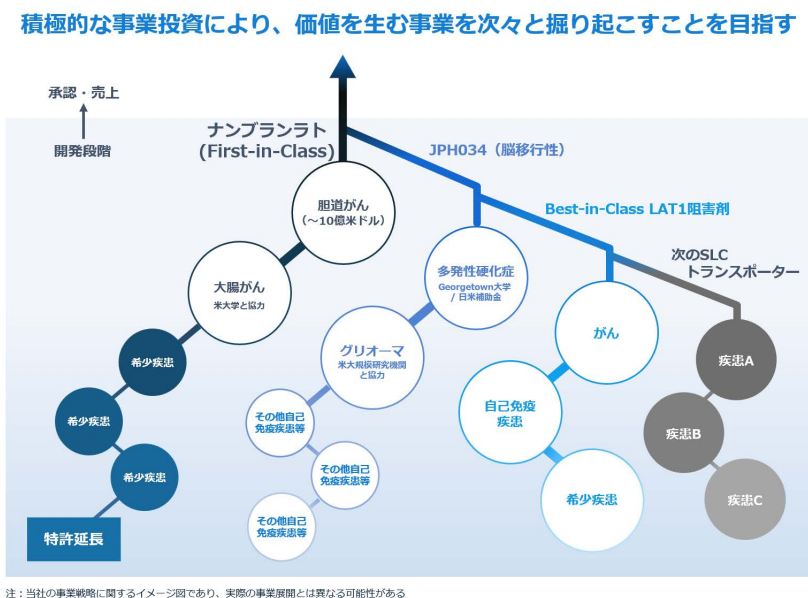 積極的な事業投資により、価値を生む事業を次々と掘り起こすことを目指す
承認・売上
開発段階
ナンブランラト
(First-in-Class)
JPH034（脳移行性）
Best-in-Class LAT1阻害剤
次のSLC
トランスポーター
胆道がん
（～10億米ドル）
大腸がん
米大学と協力
希少疾患
希少疾患
希少疾患
特許延長
多発性硬化症
Georgetown大学
/ 日米補助金
グリオーマ
米大規模研究機関
と協力
その他自己
免疫疾患等
その他自己
免疫疾患等
その他自己
免疫疾患等
がん
自己免疫
疾患
希少疾患
疾患A
疾患B
疾患C
注：当社の事業戦略に関するイメージ図であり、実際の事業展開とは異なる可能性がある